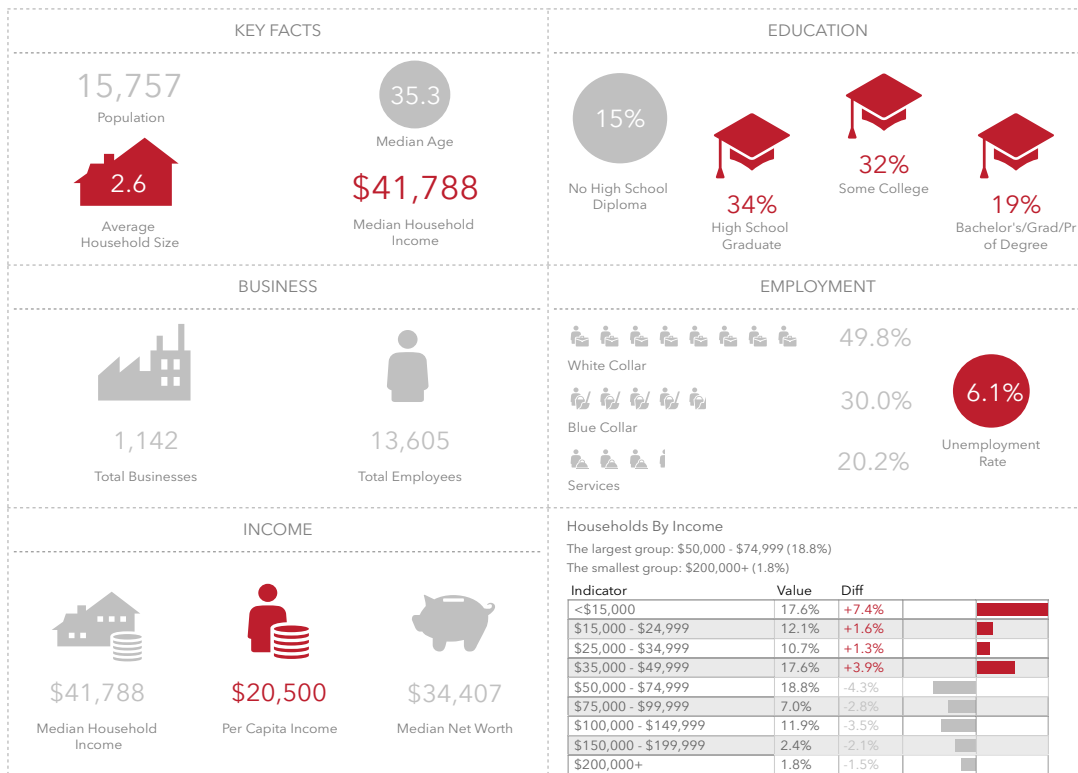 KEY FACTS
15,757
Population
35.3
Median Age
2.6
Average
Household Size
$41,788
Median Household
Income
EDUCATION
15%
No High School
Diploma
34%
High School
Graduate
32%
Some College
19%
Bachelor's/Grad/Pr
of Degree
BUSINESS
1,142
Total Businesses
13,605
Total Employees
EMPLOYMENT
49.8%
White Collar
30.0%
Blue Collar
20.2%
Services
6.1%
Unemployment
Rate
INCOME
$41,788
Median Household
Income
$20,500
Per Capita Income
$34,407
Median Net Worth
Households By Income
The largest group: $50,000 - $74,999 (18.8%)
The smallest group: $200,000+ (1.8%)
Indicator Value Diff
<$15,000 17.6% +7.4%
$15,000 - $24,999 12.1% +1.6%
$25,000 - $34,999 10.7% +1.3%
$35,000 - $49,999 17.6% +3.9%
$50,000 - $74,999 18.8% -4.3%
$75,000 - $99,999 7.0% -2.8%
$100,000 - $149,999 11.9% -3.5%
$150,000 - $199,999 2.4% -2.1%
$200,000+ 1.8% -1.5%